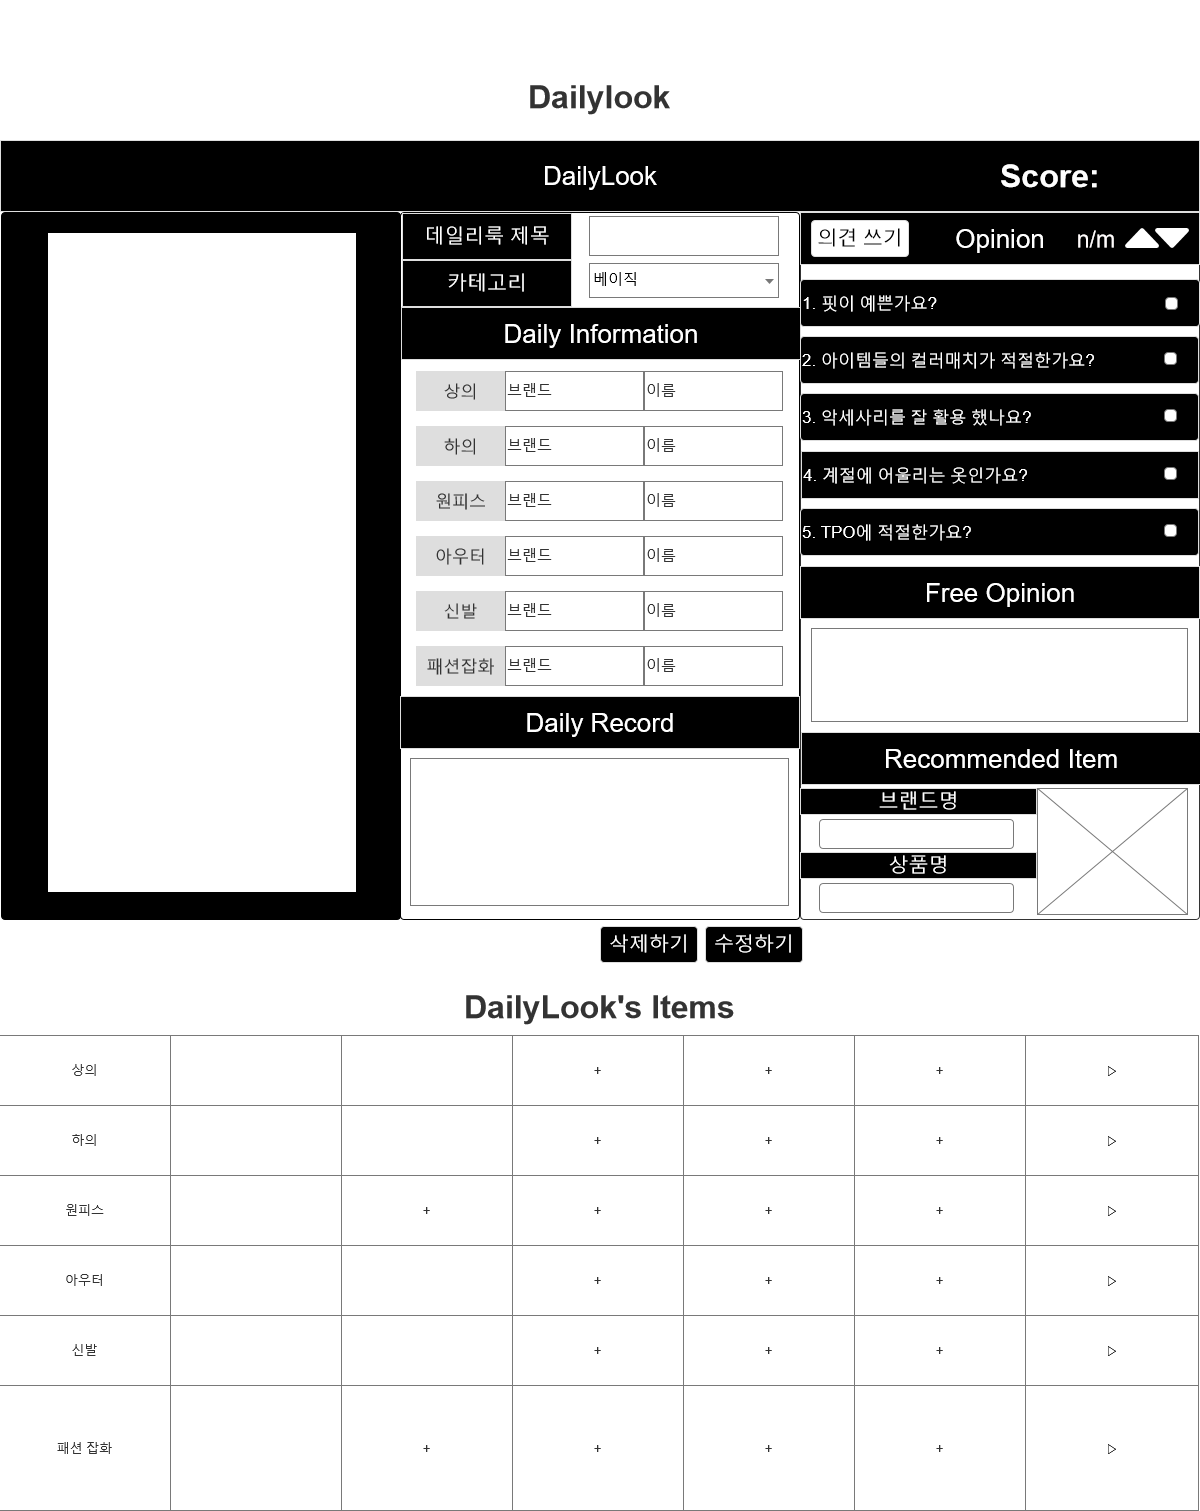 Dailylook
DailyLook
Score:
데일리룩 제목
카테고리
베이직
Daily Information
상의 브랜드 이름
하의 브랜드 이름
원피스 브랜드 이름
아우터 브랜드 이름
신발 브랜드 이름
패션잡화 브랜드 이름
Daily Record
의견 쓰기 Opinion n/m
1. 핏이 예쁜가요?
2. 아이템들의 컬러매치가 적절한가요?
3. 악세사리를 잘 활용 했나요?
4. 계절에 어울리는 옷인가요?
5. TPO에 적절한가요?
Free Opinion
Recommended Item
브랜드명
상품명
삭제하기 수정하기
DailyLook's Items
상의 + + + ▷
하의 + + + ▷
원피스 + + + + ▷
아우터 + + + ▷
신발 + + + ▷
패션 잡화 + + + + ▷